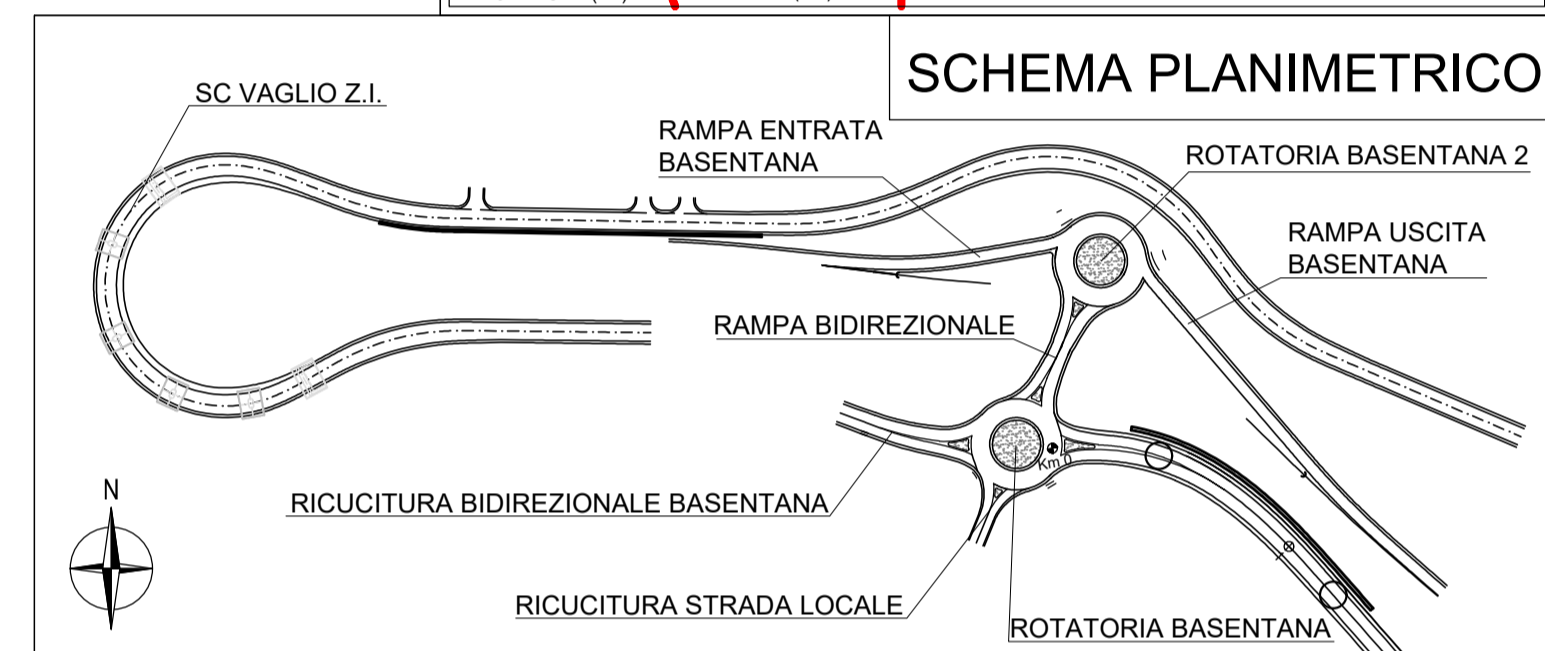 SCHEMA PLANIMETRICO
SC VAGLIO Z.I.
RAMPA ENTRATA
BASENTANA
ROTATORIA BASENTANA 2
RAMPA USCITA
BASENTANA
RAMPA BIDIREZIONALE
Km 0
RICUCITURA BIDIREZIONALE BASENTANA
N
RICUCITURA STRADA LOCALE
ROTATORIA BASENTANA